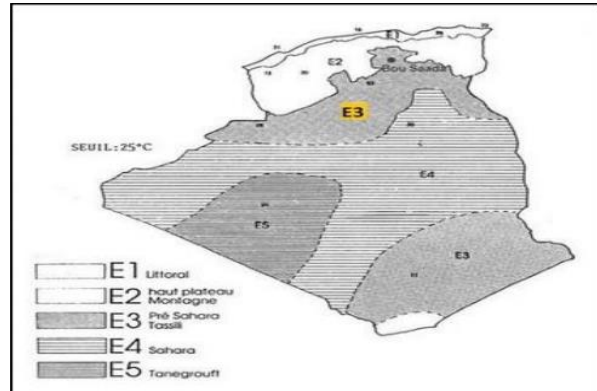 E1
E2
Bou Saada
E3
SEUIL:25°C
E4
E5
E3
E1 Littoral
E2 haut plateau
Montagne
E3 Pré Sahara
Tassili
E4 Sahara
E5 Tanegrouft